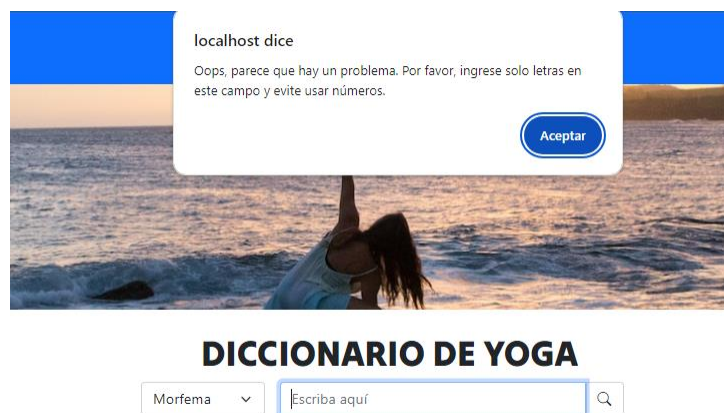 localhost dice
Oops, parece que hay un problema. Por favor, ingrese solo letras en
este campo y evite usar números.
Aceptar
DICCIONARIO DE YOGA
Morfema
Escriba aquí